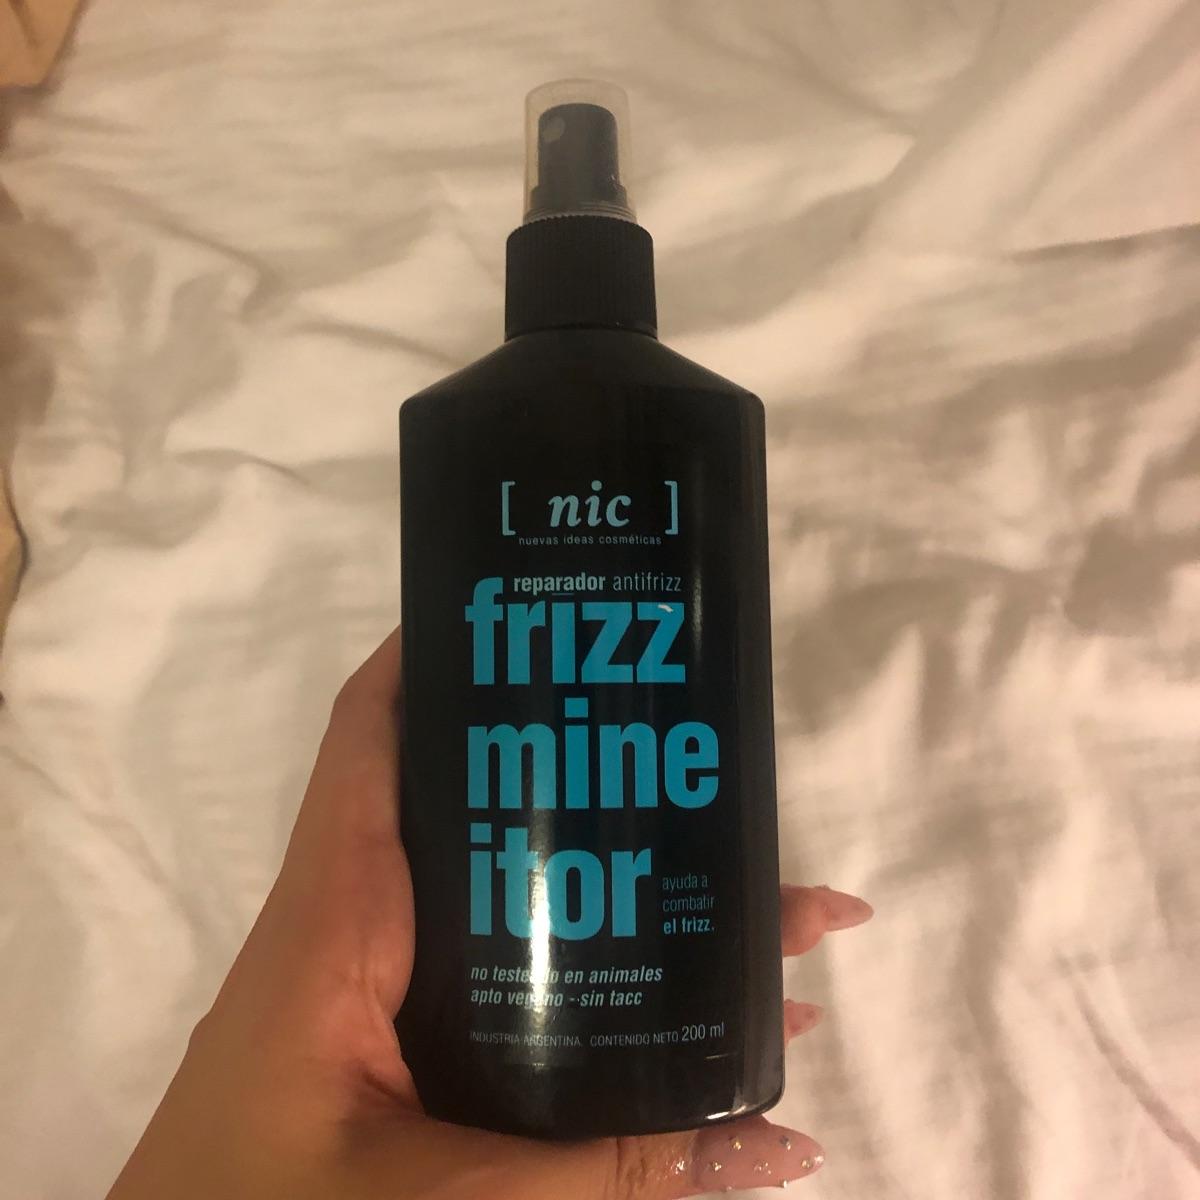 [ nic ]
nuevas ideas cosméticas
reparador antifrizz
frizz
mine
itor
ayuda a
combatir
el frizz.
no testeado en animales
apto vegano - sin tacc
INDUSTRIA ARGENTINA. CONTENIDO NETO 200 ml